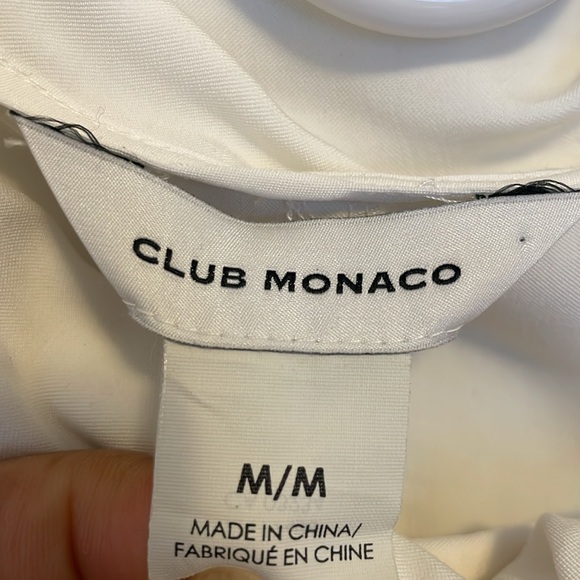 CLUB MONACO
M/M
MADE IN CHINA/
FABRIQUÉ EN CHINE